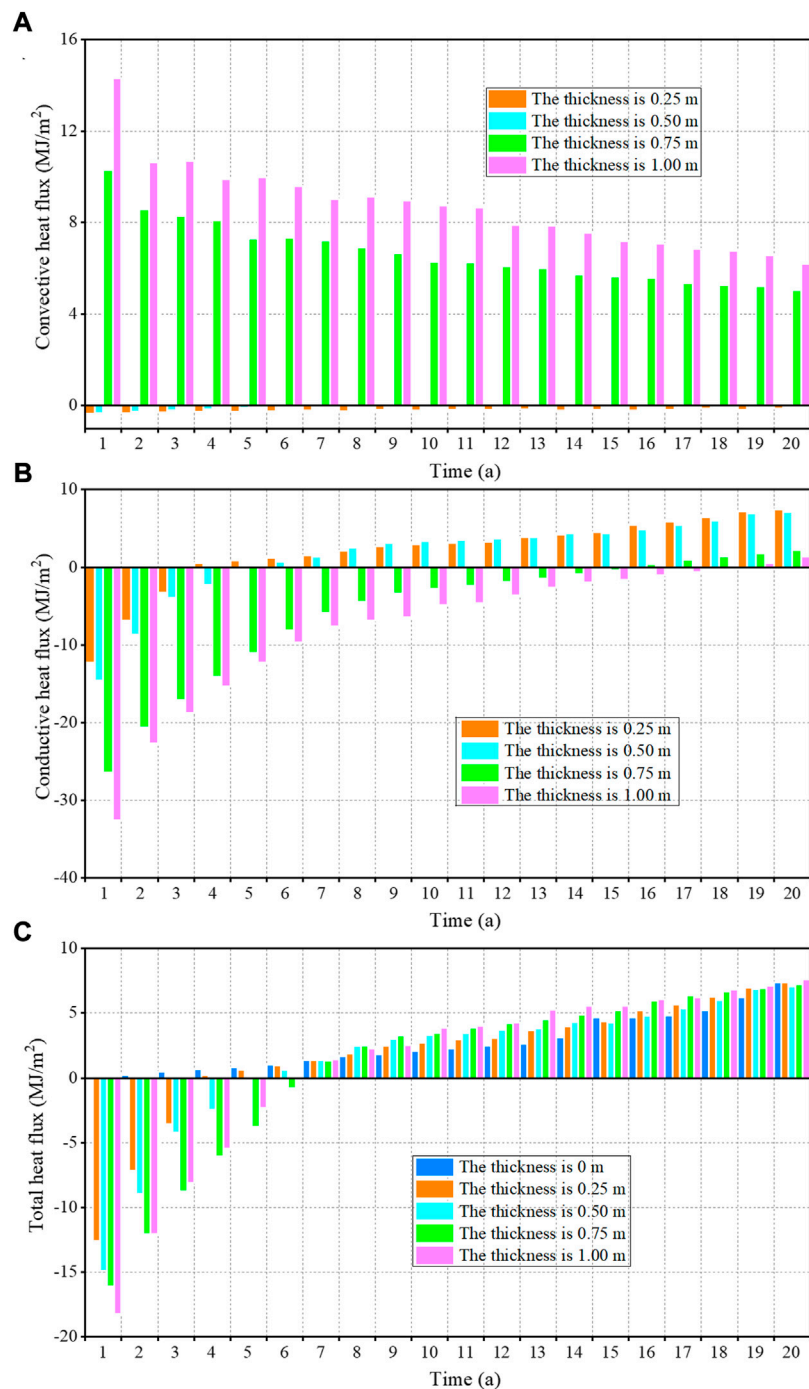 A
16
12
8
4
0
Convective heat flux (MJ/m²)
The thickness is 0.25 m
The thickness is 0.50 m
The thickness is 0.75 m
The thickness is 1.00 m
1 2 3 4 5 6 7 8 9 10 11 12 13 14 15 16 17 18 19 20
Time (a)
B
10
0
-10
-20
-30
-40
Conductive heat flux (MJ/m²)
The thickness is 0.25 m
The thickness is 0.50 m
The thickness is 0.75 m
The thickness is 1.00 m
1 2 3 4 5 6 7 8 9 10 11 12 13 14 15 16 17 18 19 20
Time (a)
C
10
5
0
-5
-10
-15
-20
Total heat flux (MJ/m²)
The thickness is 0 m
The thickness is 0.25 m
The thickness is 0.50 m
The thickness is 0.75 m
The thickness is 1.00 m
1 2 3 4 5 6 7 8 9 10 11 12 13 14 15 16 17 18 19 20
Time (a)